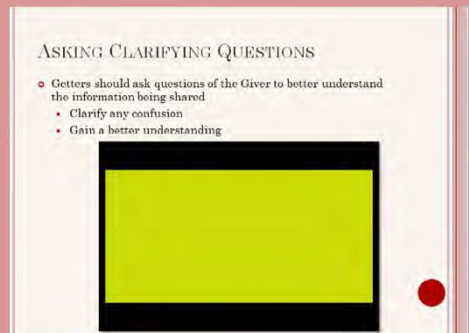 ASKING CLARIFYING QUESTIONS
Getters should ask questions of the Giver to better understand
the information being shared
Clarify any confusion
Gain a better understanding